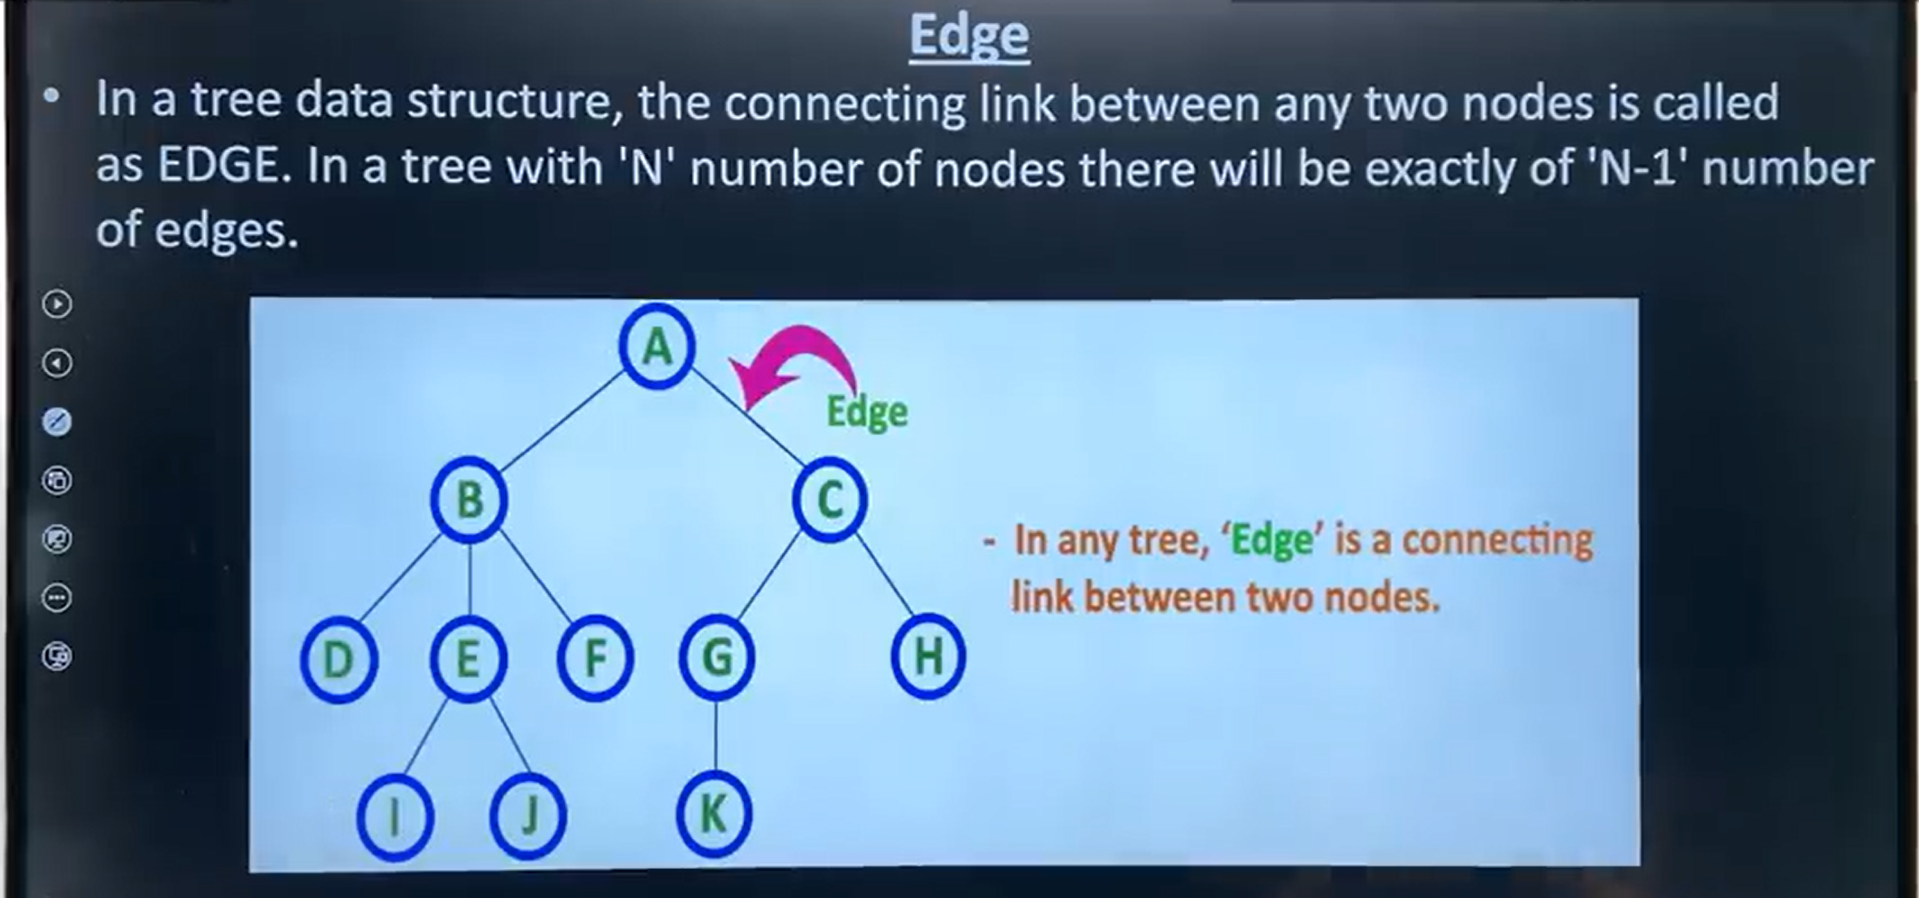 Edge
• In a tree data structure, the connecting link between any two nodes is called
as EDGE. In a tree with 'N' number of nodes there will be exactly of 'N-1' number
of edges.
A
Edge
B
C
- In any tree, ‘Edge’ is a connecting
link between two nodes.
D E F G H
I J K